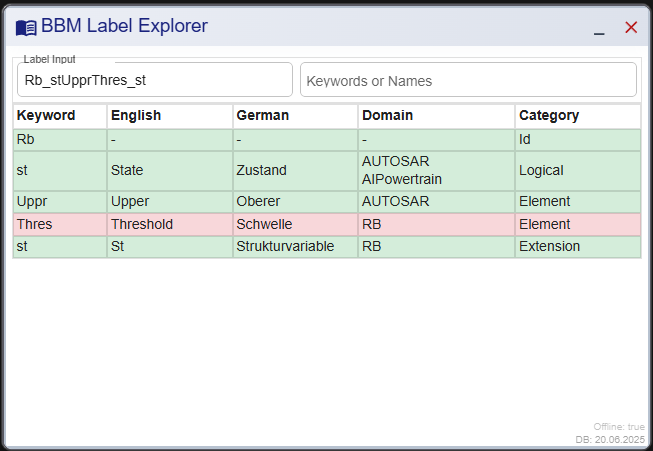 BBM Label Explorer
Label Input
Rb_stUpprThres_st
Keywords or Names
Keyword English German Domain Category
Rb - - - Id
st State Zustand AUTOSAR AIPowertrain Logical
Uppr Upper Oberer AUTOSAR Element
Thres Threshold Schwelle RB Element
st St Strukturvariable RB Extension
Offline: true
DB: 20.06.2025